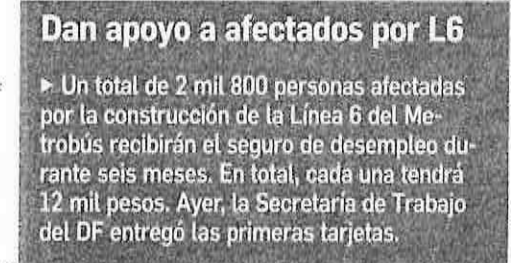 Dan apoyo a afectados por L6
▶ Un total de 2 mil 800 personas afectadas
por la construcción de la Línea 6 del Me-
trobús recibirán el seguro de desempleo du-
rante seis meses. En total, cada una tendrá
12 mil pesos. Ayer, la Secretaría de Trabajo
del DF entregó las primeras tarjetas.